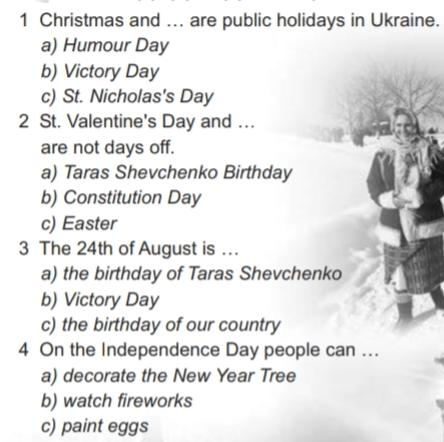 1 Christmas and ... are public holidays in Ukraine.
a) Humour Day
b) Victory Day
c) St. Nicholas's Day
2 St. Valentine's Day and ...
are not days off.
a) Taras Shevchenko Birthday
b) Constitution Day
c) Easter
3 The 24th of August is ...
a) the birthday of Taras Shevchenko
b) Victory Day
c) the birthday of our country
4 On the Independence Day people can ...
a) decorate the New Year Tree
b) watch fireworks
c) paint eggs